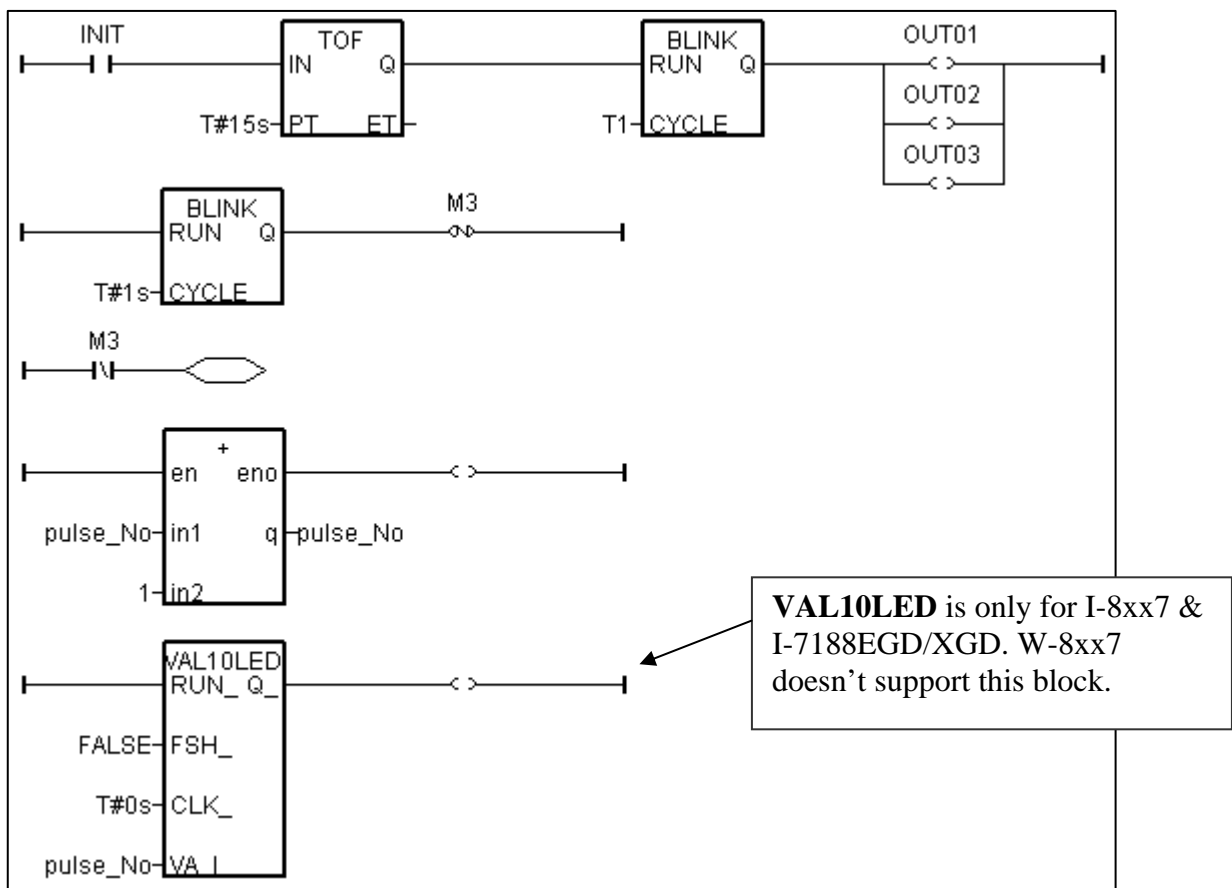 INIT
TOF
IN Q
T#15s PT ET
BLINK
RUN Q
T1 CYCLE
OUT01
OUT02
OUT03
BLINK
RUN Q
T#1s CYCLE
M3
M3
+
en eno
pulse_No in1 q pulse_No
1 in2
VAL10LED is only for I-8xx7 &
I-7188EGD/XGD. W-8xx7
doesn’t support this block.
VAL10LED
RUN_ Q_
FALSE FSH_
T#0s CLK_
pulse_No VA_L